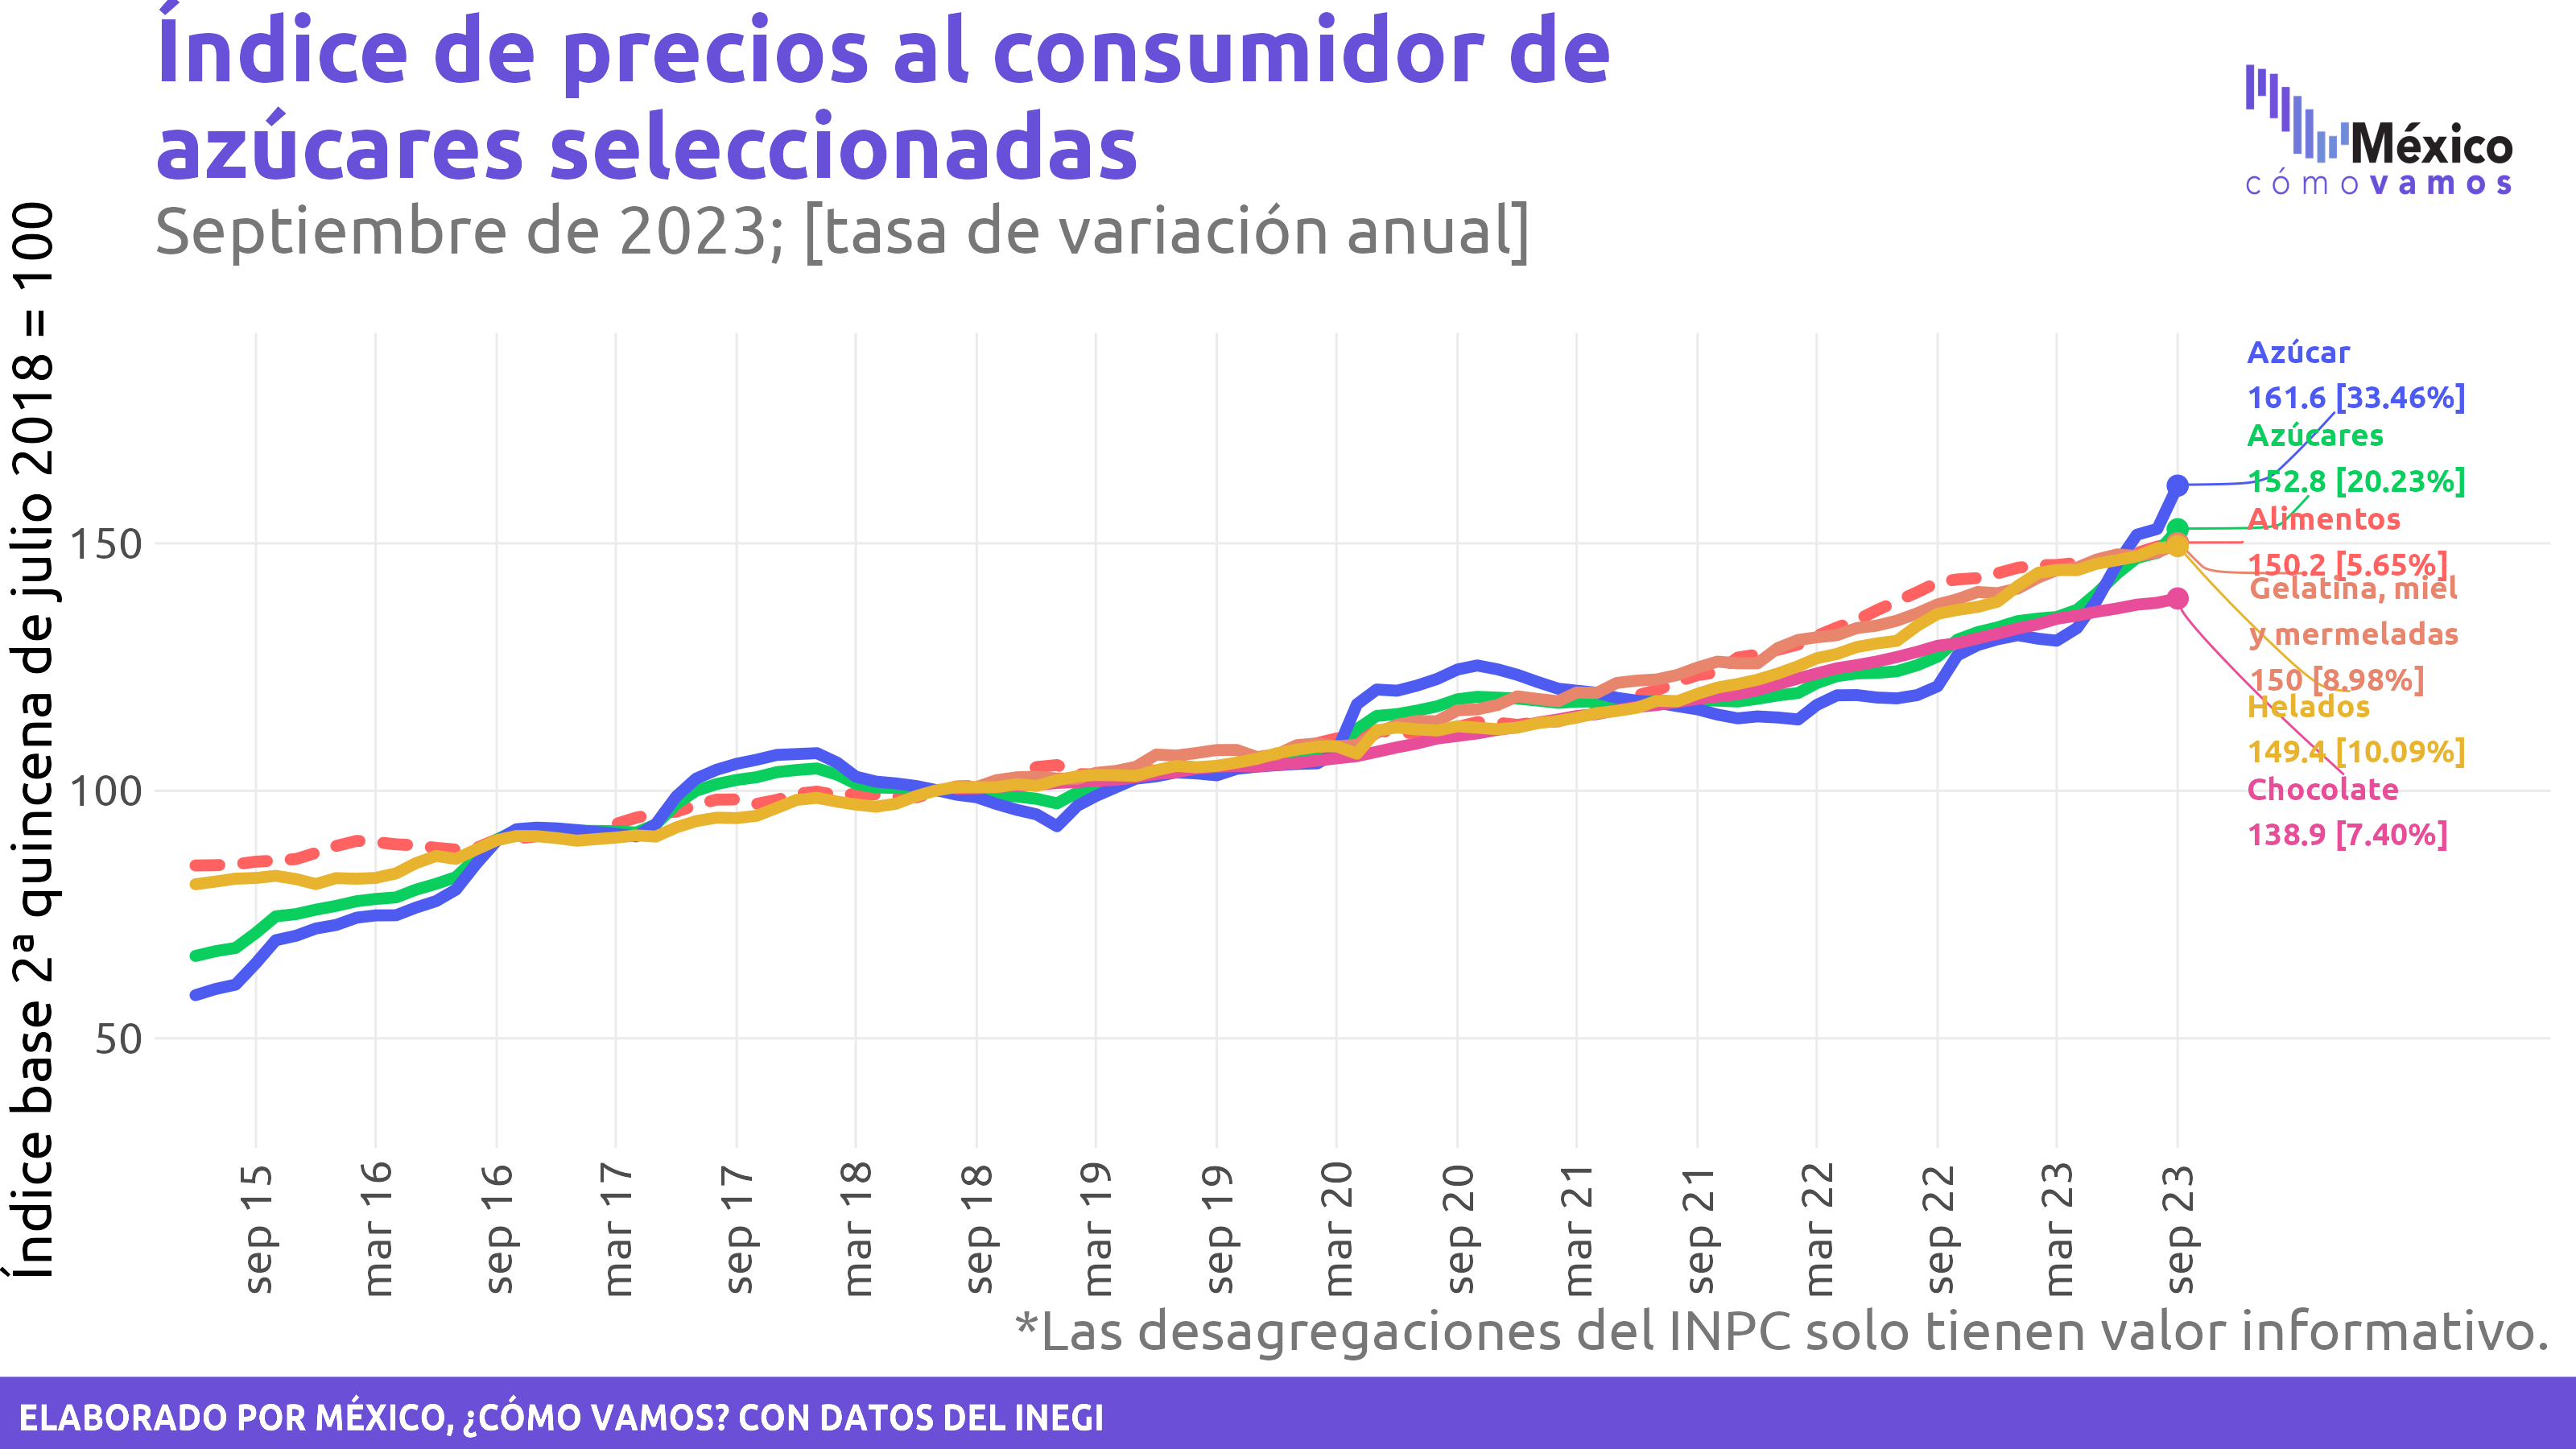 Índice de precios al consumidor de
azúcares seleccionadas
Septiembre de 2023; [tasa de variación anual]
México
cómo vamos
Índice base 2ª quincena de julio 2018 = 100
150
100
50
Azúcar
161.6 [33.46%]
Azúcares
152.8 [20.23%]
Alimentos
150.2 [5.65%]
Gelatina, miel
y mermeladas
150 [8.98%]
Helados
149.4 [10.09%]
Chocolate
138.9 [7.40%]
sep 15
mar 16
sep 16
mar 17
sep 17
mar 18
sep 18
mar 19
sep 19
mar 20
sep 20
mar 21
sep 21
mar 22
sep 22
mar 23
sep 23
*Las desagregaciones del INPC solo tienen valor informativo.
ELABORADO POR MÉXICO, ¿CÓMO VAMOS? CON DATOS DEL INEGI